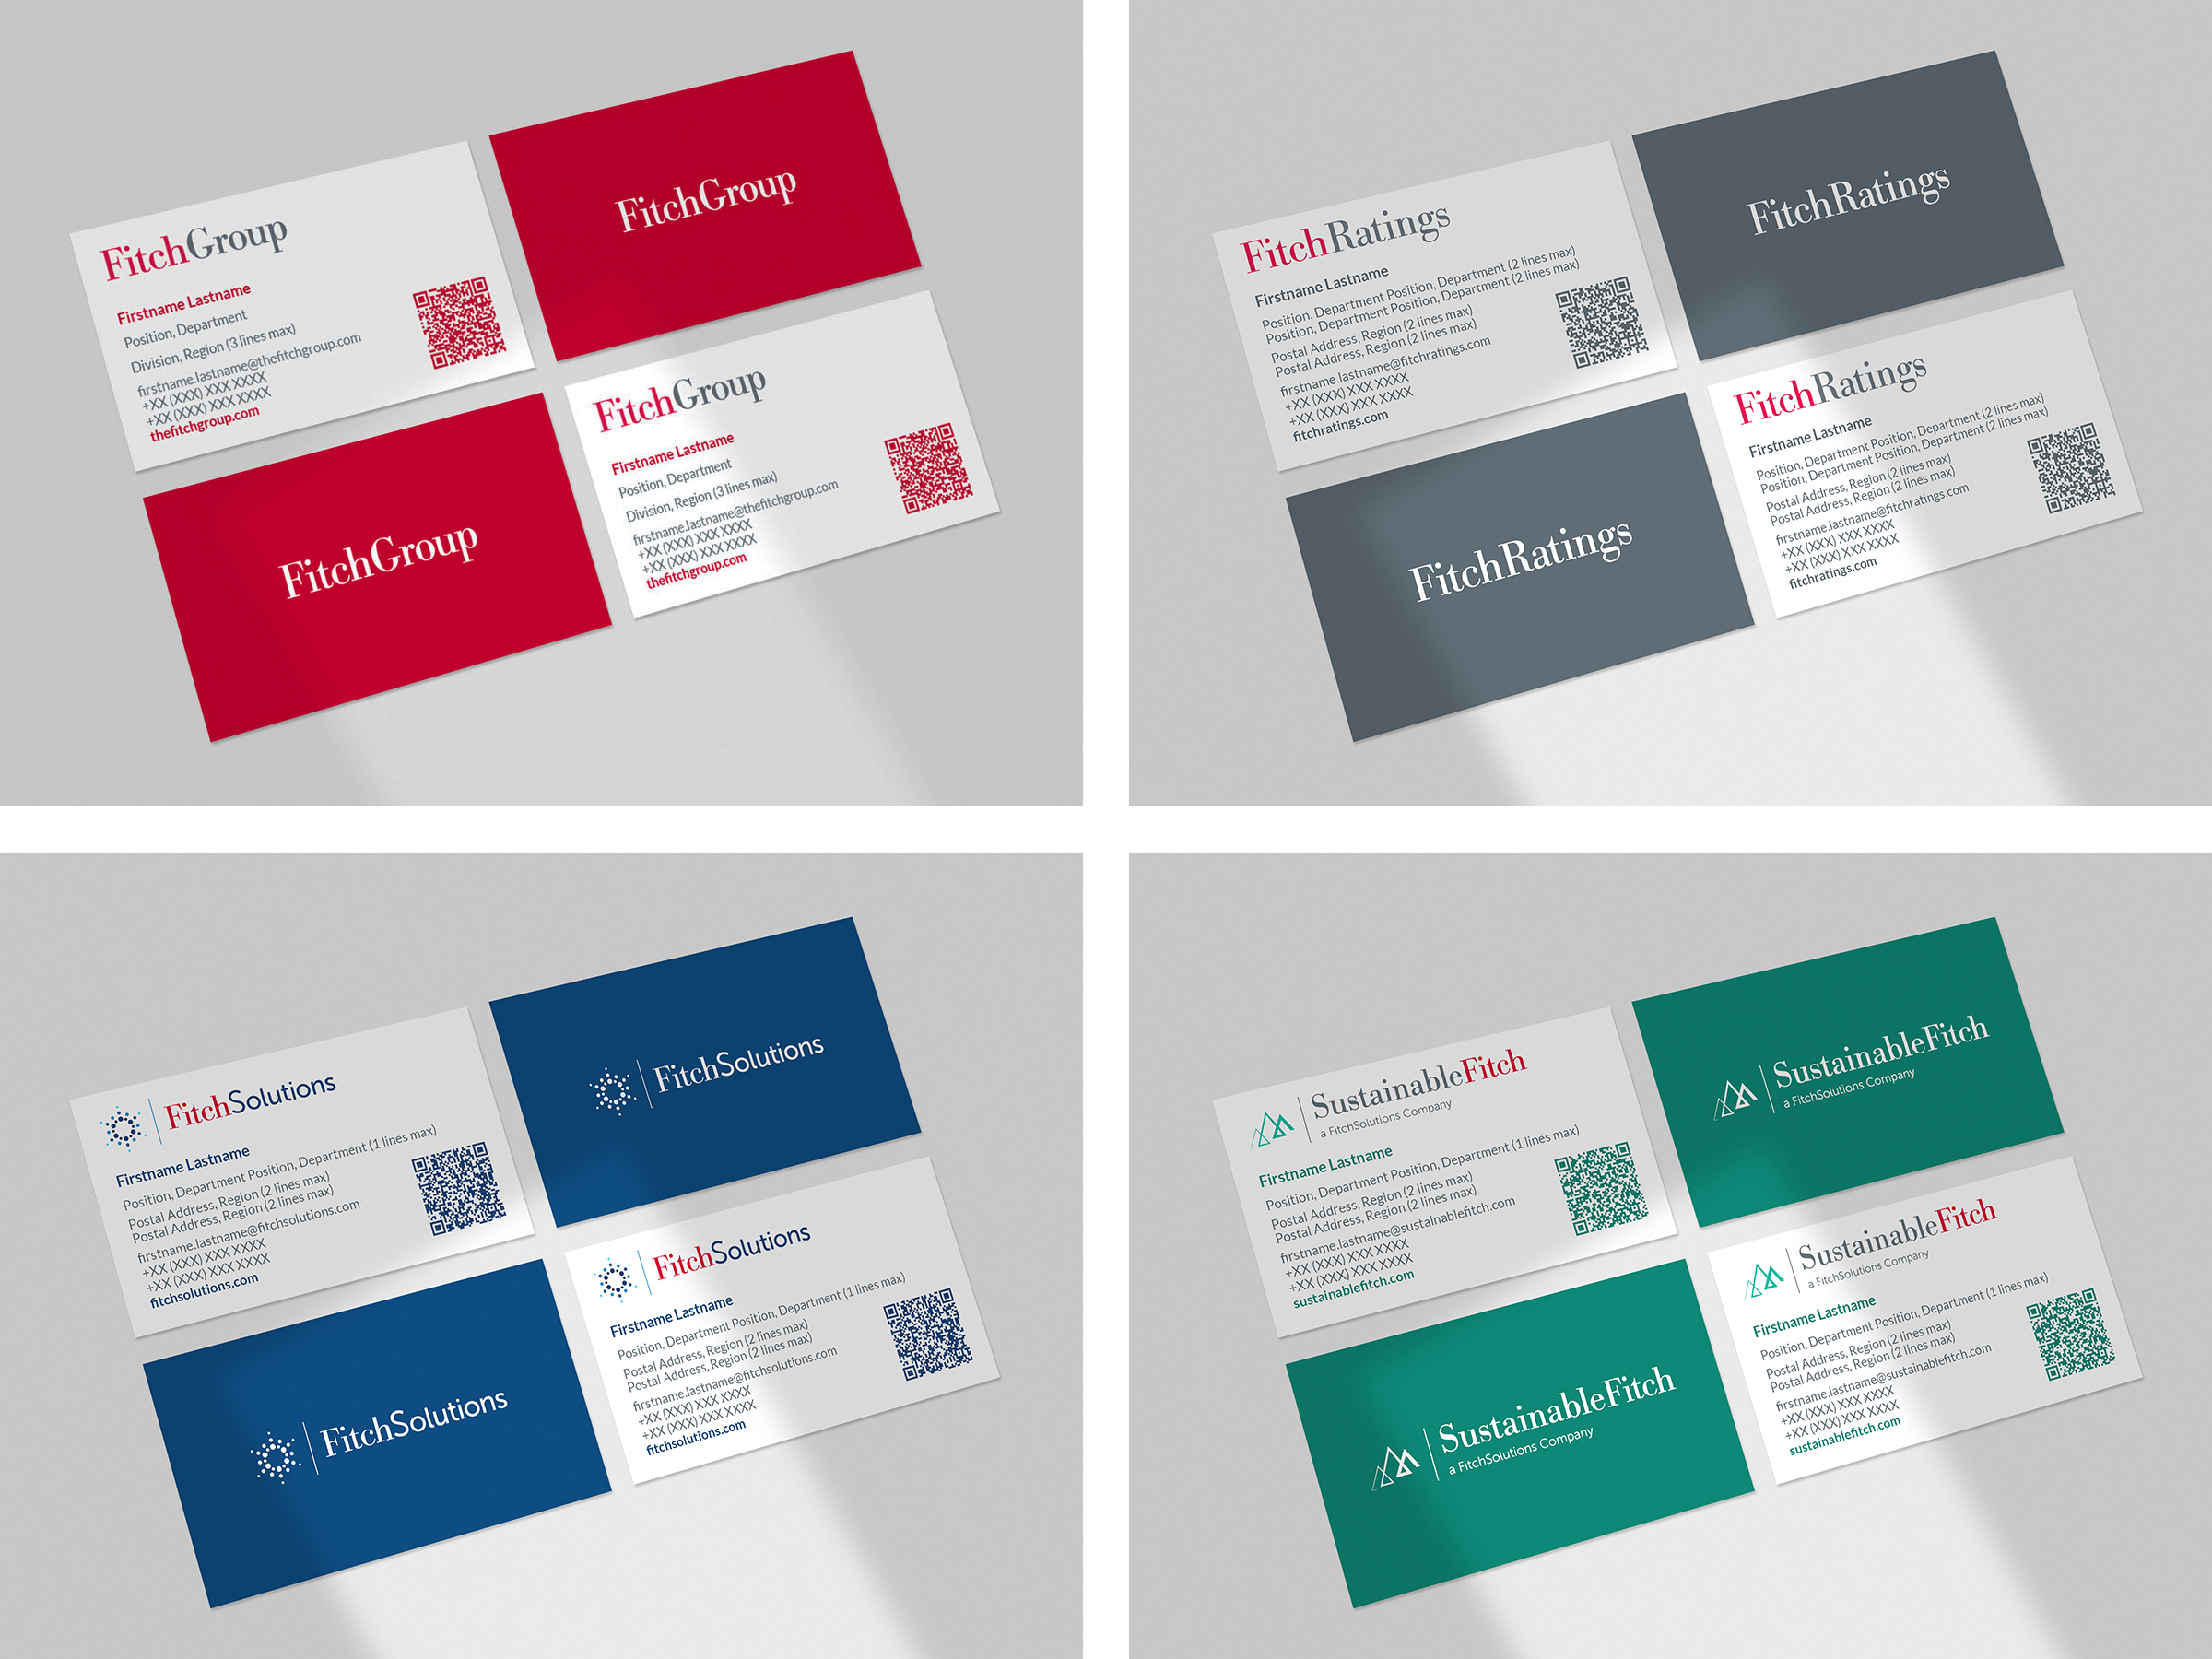 FitchGroup
Firstname Lastname
Position, Department
Division, Region (3 lines max)
firstname.lastname@thefitchgroup.com
+XX (XXX) XXX XXXX
+XX (XXX) XXX XXXX
thefitchgroup.com
FitchGroup
FitchGroup
FitchGroup
Firstname Lastname
Position, Department
Division, Region (3 lines max)
firstname.lastname@thefitchgroup.com
+XX (XXX) XXX XXXX
+XX (XXX) XXX XXXX
thefitchgroup.com
FitchRatings
Firstname Lastname
Position, Department Position, Department (2 lines max)
Position, Department Position, Department (2 lines max)
Postal Address, Region (2 lines max)
Postal Address, Region (2 lines max)
firstname.lastname@fitchratings.com
+XX (XXX) XXX XXXX
+XX (XXX) XXX XXXX
fitchratings.com
FitchRatings
FitchRatings
FitchRatings
Firstname Lastname
Position, Department Position, Department (2 lines max)
Position, Department Position, Department (2 lines max)
Postal Address, Region (2 lines max)
Postal Address, Region (2 lines max)
firstname.lastname@fitchratings.com
+XX (XXX) XXX XXXX
+XX (XXX) XXX XXXX
fitchratings.com
FitchSolutions
Firstname Lastname
Position, Department Position, Department (1 lines max)
Postal Address, Region (2 lines max)
Postal Address, Region (2 lines max)
firstname.lastname@fitchsolutions.com
+XX (XXX) XXX XXXX
+XX (XXX) XXX XXXX
fitchsolutions.com
FitchSolutions
FitchSolutions
FitchSolutions
Firstname Lastname
Position, Department Position, Department (1 lines max)
Postal Address, Region (2 lines max)
Postal Address, Region (2 lines max)
firstname.lastname@fitchsolutions.com
+XX (XXX) XXX XXXX
+XX (XXX) XXX XXXX
fitchsolutions.com
SustainableFitch
a FitchSolutions Company
Firstname Lastname
Position, Department Position, Department (1 lines max)
Postal Address, Region (2 lines max)
Postal Address, Region (2 lines max)
firstname.lastname@sustainablefitch.com
+XX (XXX) XXX XXXX
+XX (XXX) XXX XXXX
sustainablefitch.com
SustainableFitch
a FitchSolutions Company
SustainableFitch
a FitchSolutions Company
SustainableFitch
a FitchSolutions Company
Firstname Lastname
Position, Department Position, Department (1 lines max)
Postal Address, Region (2 lines max)
Postal Address, Region (2 lines max)
firstname.lastname@sustainablefitch.com
+XX (XXX) XXX XXXX
+XX (XXX) XXX XXXX
sustainablefitch.com